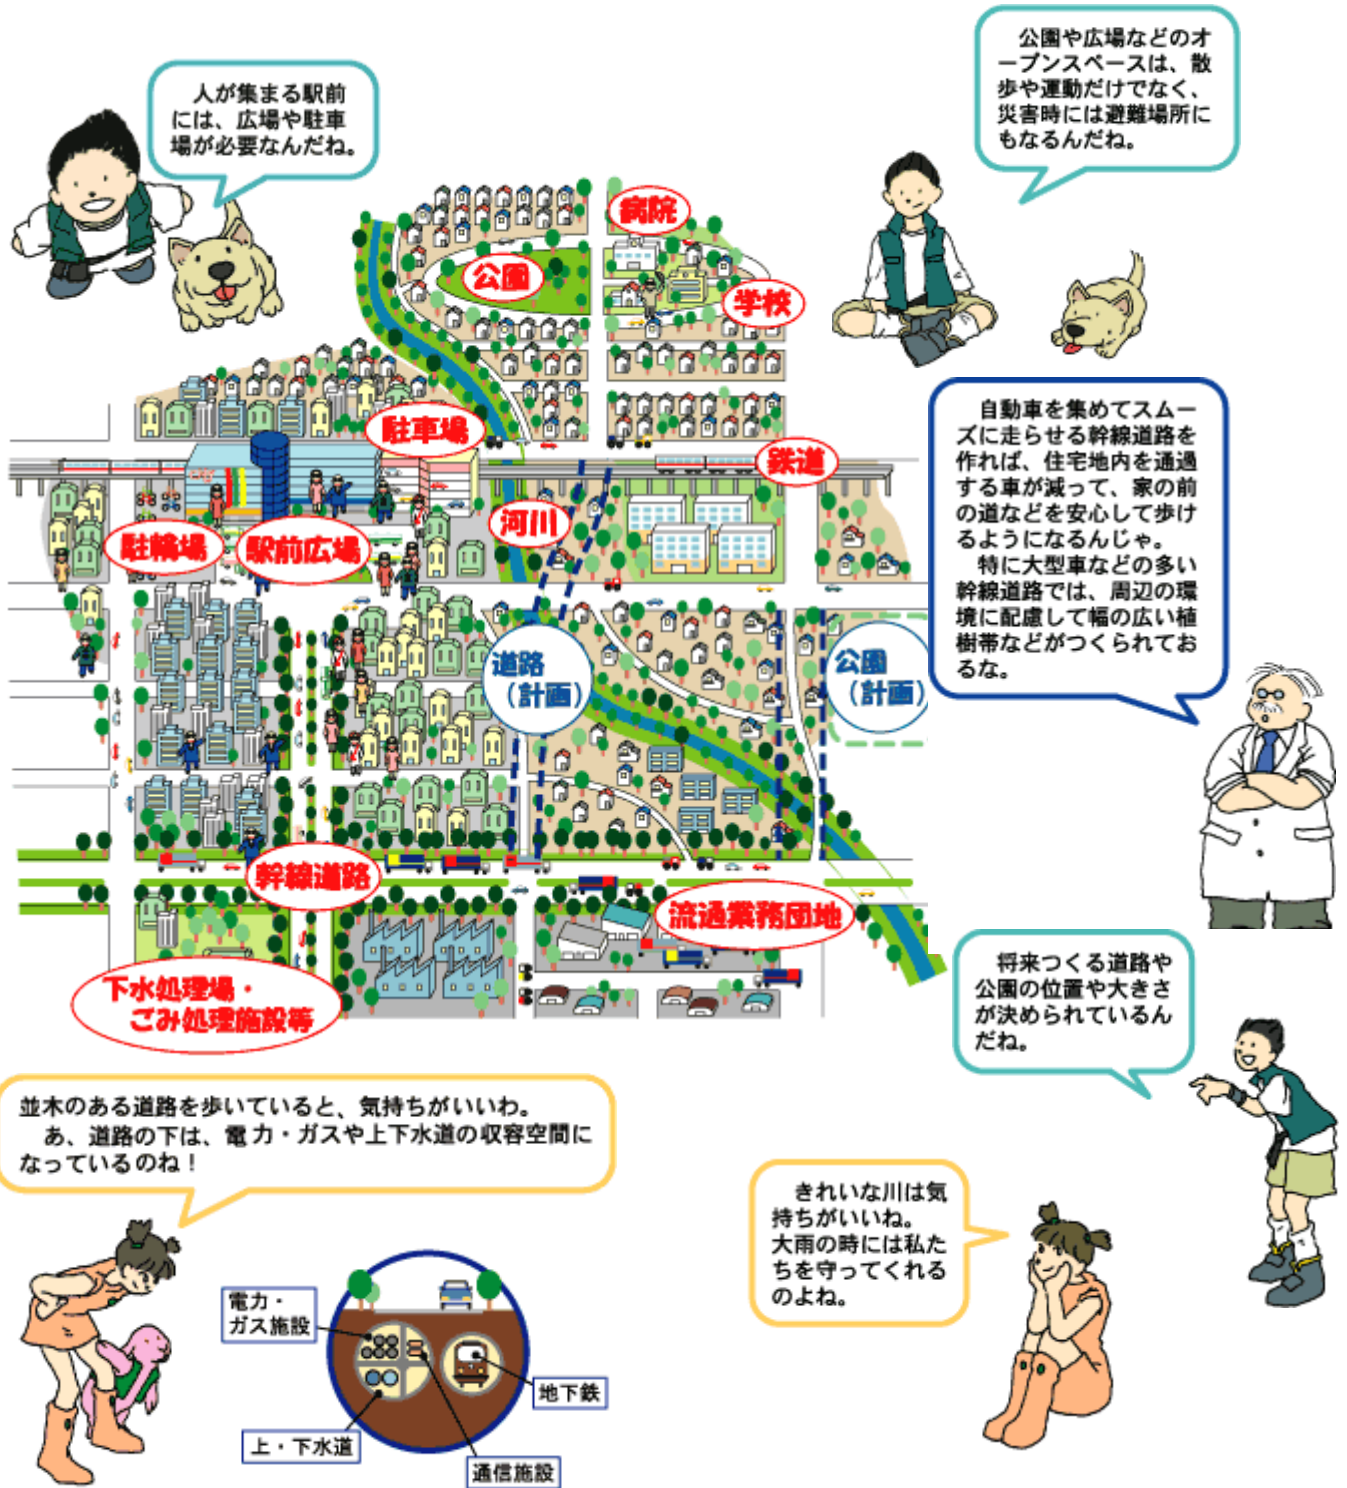 人が集まる駅前
には、広場や駐車
場が必要なんだね。
公園や広場などのオ
ープンスペースは、散
歩や運動だけでなく、
災害時には避難場所に
もなるんだね。
病院
公園
学校
駐車場
鉄道
河川
駐輪場
駅前広場
自動車を集めてスムー
ズに走らせる幹線道路を
作れば、住宅地内を通過
する車が減って、家の前
の道などを安心して歩け
るようになるんじゃ。
特に大型車などの多い
幹線道路では、周辺の環
境に配慮して幅の広い植
樹帯などがつくられてお
るな。
道路
（計画）
公園
（計画）
幹線道路
流通業務団地
下水処理場・
ごみ処理施設等
将来つくる道路や
公園の位置や大きさ
が決められているん
だね。
並木のある道路を歩いていると、気持ちがいいわ。
あ、道路の下は、電力・ガスや上下水道の収容空間に
なっているのね！
きれいな川は気
持ちがいいね。
大雨の時には私た
ちを守ってくれる
のよね。
電力・
ガス施設
地下鉄
上・下水道
通信施設